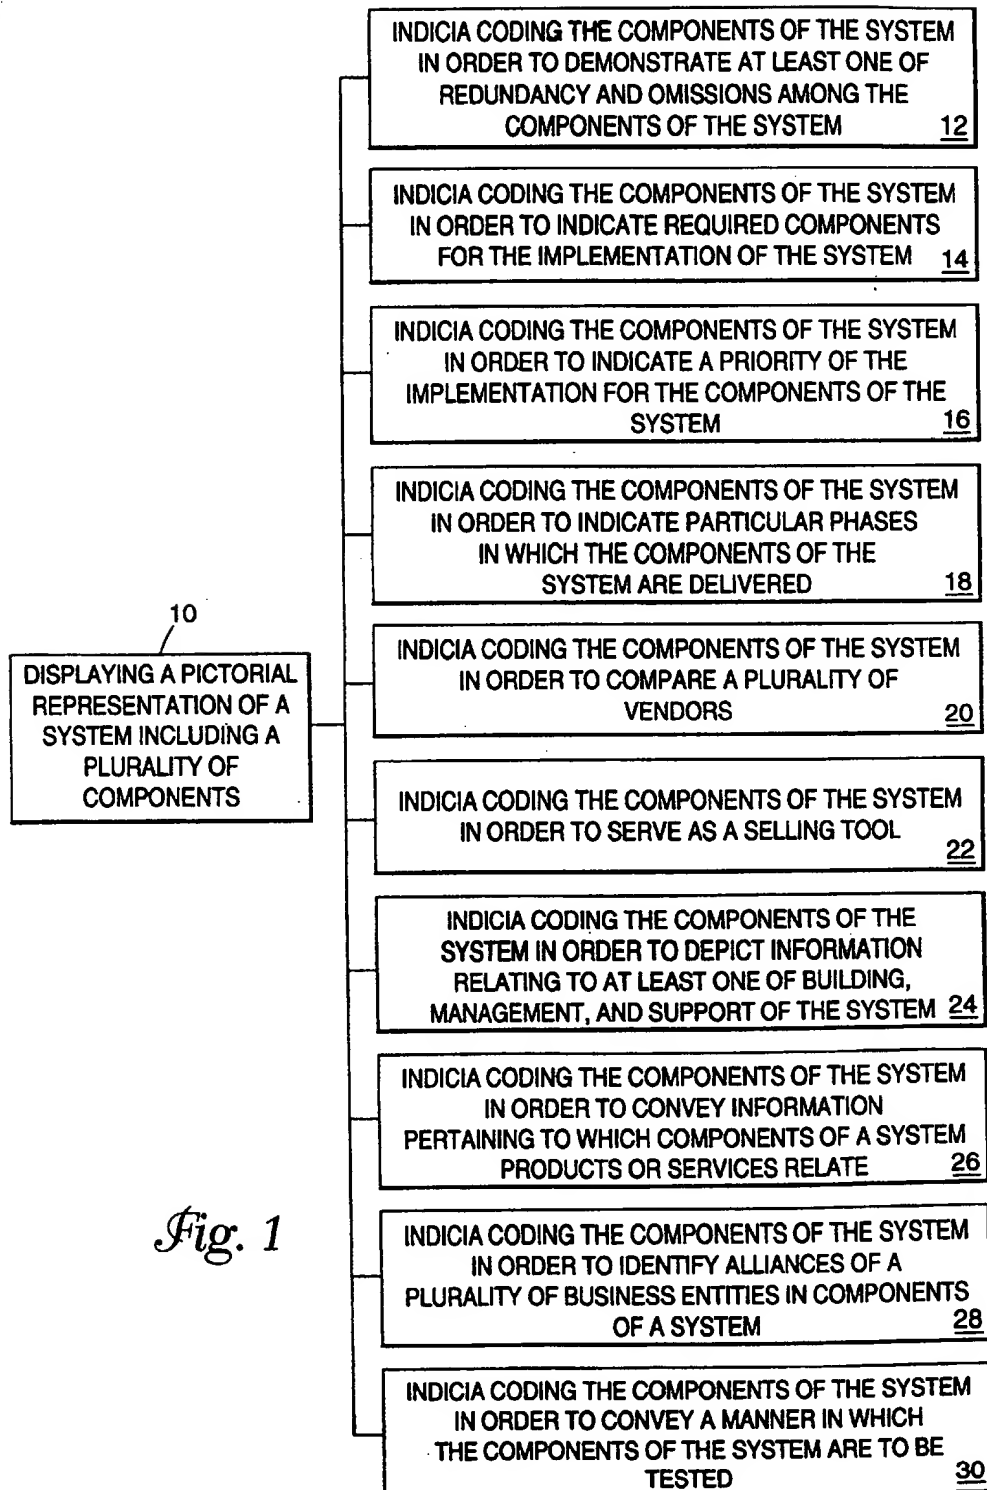 INDICIA CODING THE COMPONENTS OF THE SYSTEM
IN ORDER TO DEMONSTRATE AT LEAST ONE OF
REDUNDANCY AND OMISSIONS AMONG THE
COMPONENTS OF THE SYSTEM 12
INDICIA CODING THE COMPONENTS OF THE SYSTEM
IN ORDER TO INDICATE REQUIRED COMPONENTS
FOR THE IMPLEMENTATION OF THE SYSTEM 14
INDICIA CODING THE COMPONENTS OF THE SYSTEM
IN ORDER TO INDICATE A PRIORITY OF THE
IMPLEMENTATION FOR THE COMPONENTS OF THE
SYSTEM 16
INDICIA CODING THE COMPONENTS OF THE SYSTEM
IN ORDER TO INDICATE PARTICULAR PHASES
IN WHICH THE COMPONENTS OF THE
SYSTEM ARE DELIVERED 18
10
DISPLAYING A PICTORIAL
REPRESENTATION OF A
SYSTEM INCLUDING A
PLURALITY OF
COMPONENTS
INDICIA CODING THE COMPONENTS OF THE SYSTEM
IN ORDER TO COMPARE A PLURALITY OF
VENDORS 20
INDICIA CODING THE COMPONENTS OF THE SYSTEM
IN ORDER TO SERVE AS A SELLING TOOL
22
INDICIA CODING THE COMPONENTS OF THE
SYSTEM IN ORDER TO DEPICT INFORMATION
RELATING TO AT LEAST ONE OF BUILDING,
MANAGEMENT, AND SUPPORT OF THE SYSTEM 24
INDICIA CODING THE COMPONENTS OF THE SYSTEM
IN ORDER TO CONVEY INFORMATION
PERTAINING TO WHICH COMPONENTS OF A SYSTEM
PRODUCTS OR SERVICES RELATE 26
INDICIA CODING THE COMPONENTS OF THE SYSTEM
IN ORDER TO IDENTIFY ALLIANCES OF A
PLURALITY OF BUSINESS ENTITIES IN COMPONENTS
OF A SYSTEM 28
INDICIA CODING THE COMPONENTS OF THE SYSTEM
IN ORDER TO CONVEY A MANNER IN WHICH
THE COMPONENTS OF THE SYSTEM ARE TO BE
TESTED 30
Fig. 1